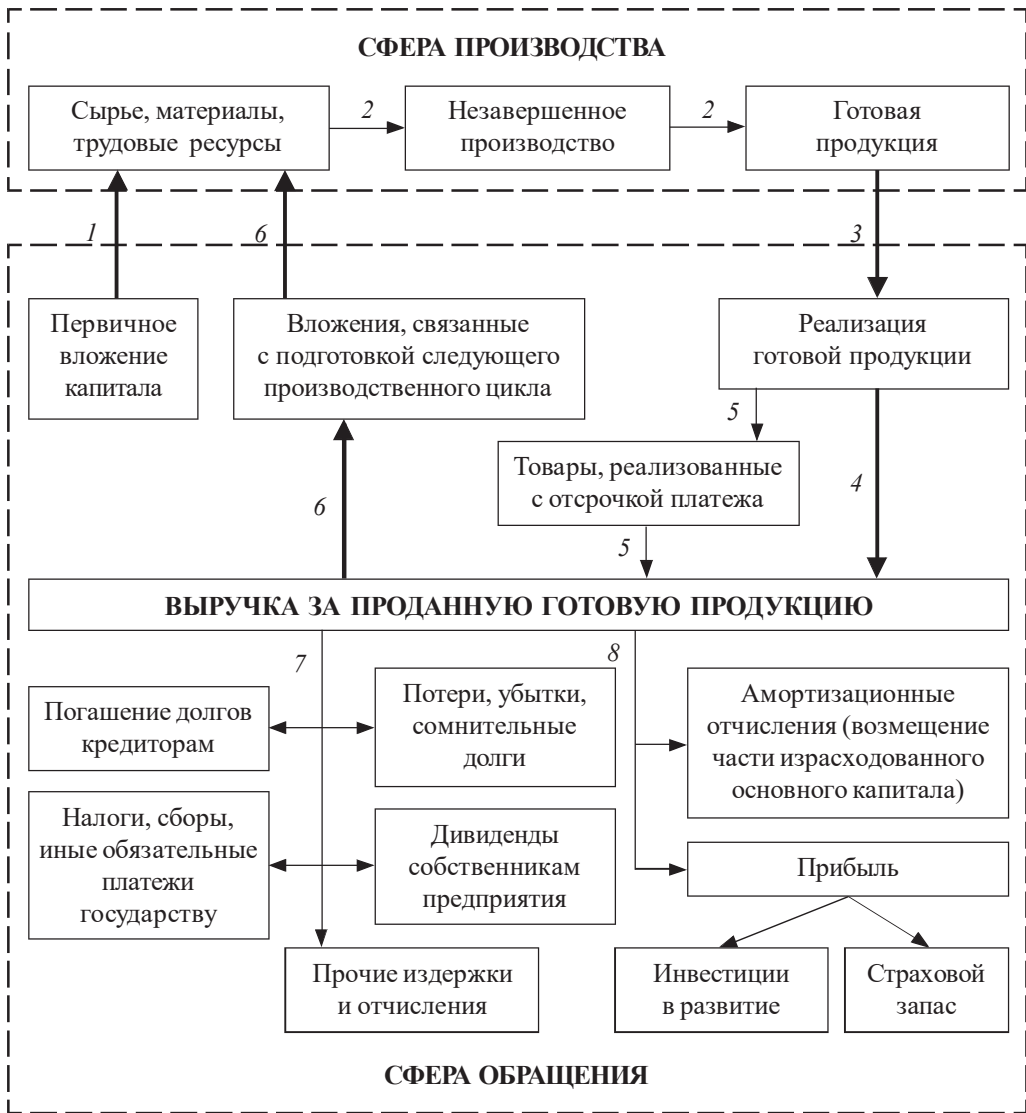 СФЕРА ПРОИЗВОДСТВА
Сырье, материалы,
трудовые ресурсы
2
Незавершенное
производство
2
Готовая
продукция
1
6
3
Первичное
вложение
капитала
Вложения, связанные
с подготовкой следующего
производственного цикла
Реализация
готовой продукции
5
Товары, реализованные
с отсрочкой платежа
4
6
5
ВЫРУЧКА ЗА ПРОДАННУЮ ГОТОВУЮ ПРОДУКЦИЮ
7
8
Погашение долгов
кредиторам
Потери, убытки,
сомнительные
долги
Амортизационные
отчисления (возмещение
части израсходованного
основного капитала)
Налоги, сборы,
иные обязательные
платежи
государству
Дивиденды
собственникам
предприятия
Прибыль
Прочие издержки
и отчисления
Инвестиции
в развитие
Страховой
запас
СФЕРА ОБРАЩЕНИЯ